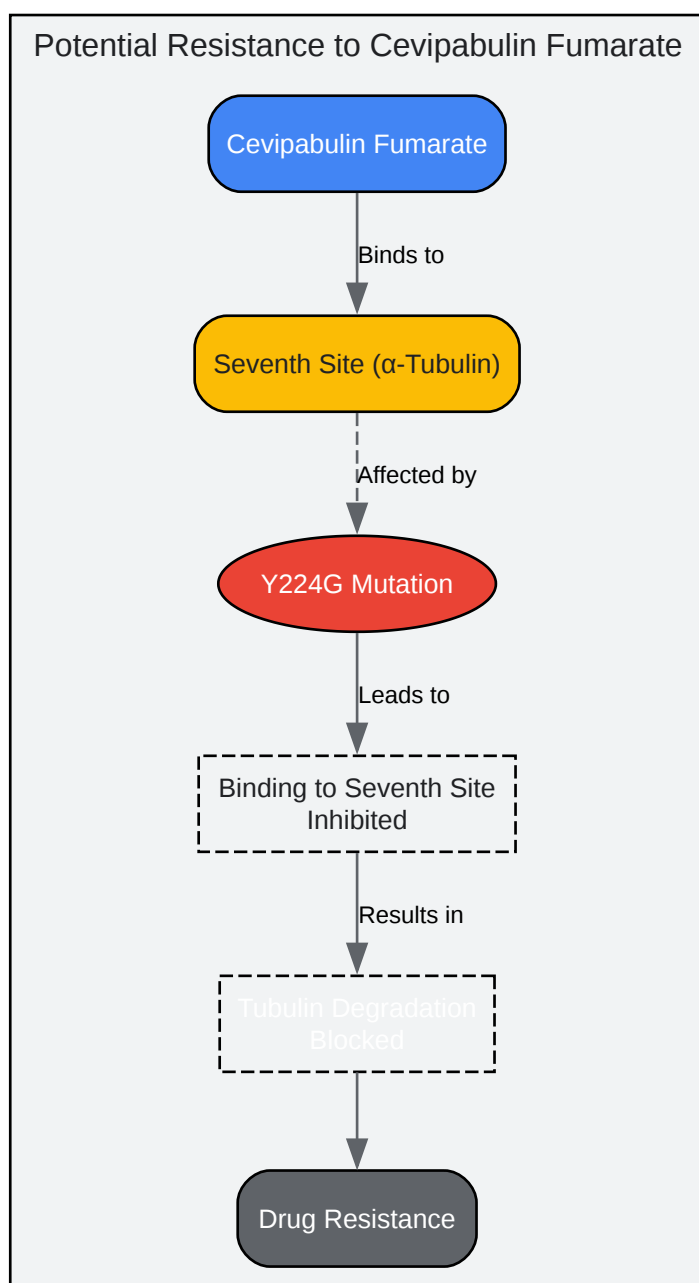 Potential Resistance to Cevipabulin Fumarate
Cevipabulin Fumarate
Binds to
Seventh Site (α-Tubulin)
Affected by
Y224G Mutation
Leads to
Binding to Seventh Site
Inhibited
Results in
Tubulin Degradation
Blocked
Drug Resistance